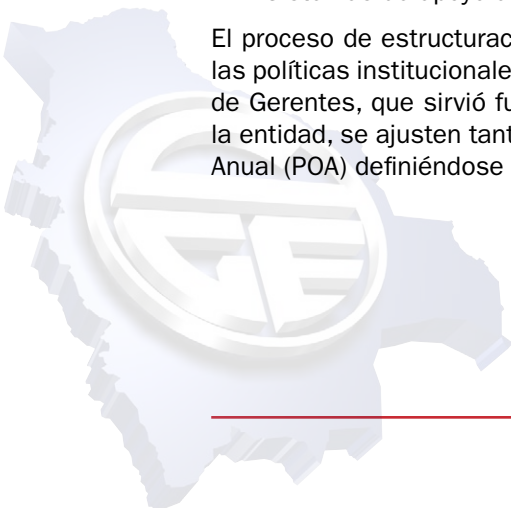 El proceso de estructurac
las políticas institucionale
de Gerentes, que sirvió fu
la entidad, se ajusten tant
Anual (POA) definiéndose